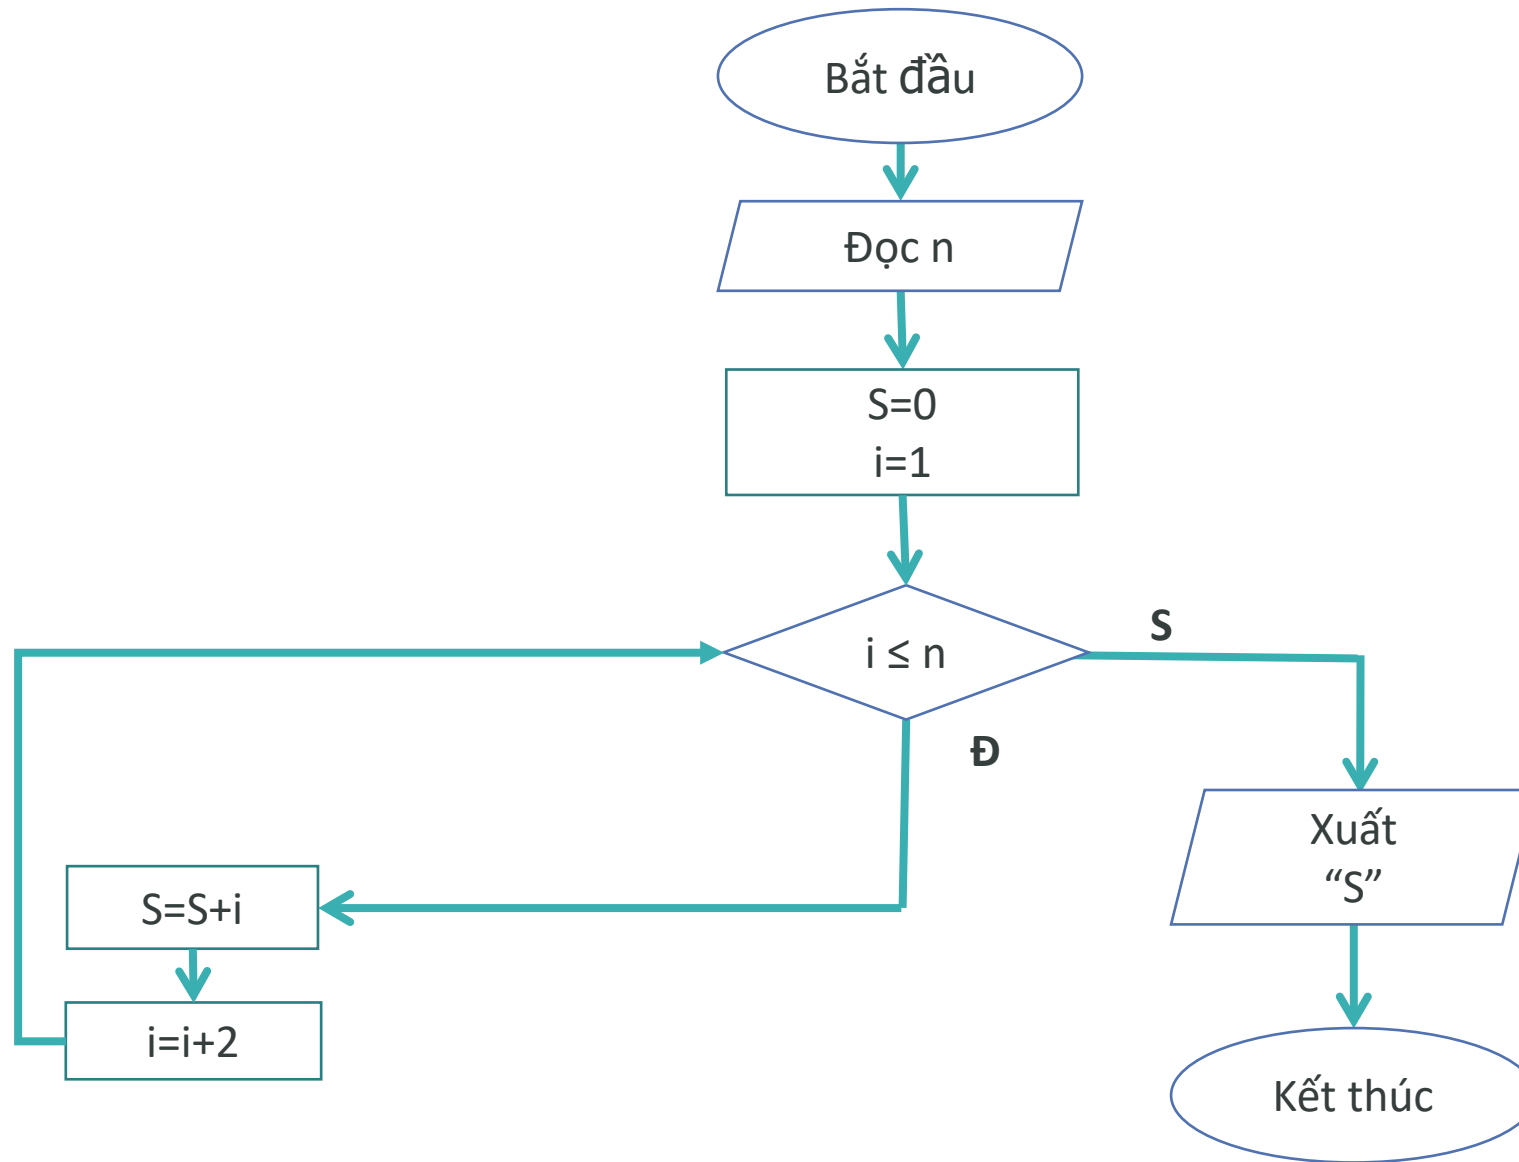 Bắt đầu
Đọc n
S=0
i=1
i ≤ n
S
Đ
S=S+i
i=i+2
Xuất
“S”
Kết thúc